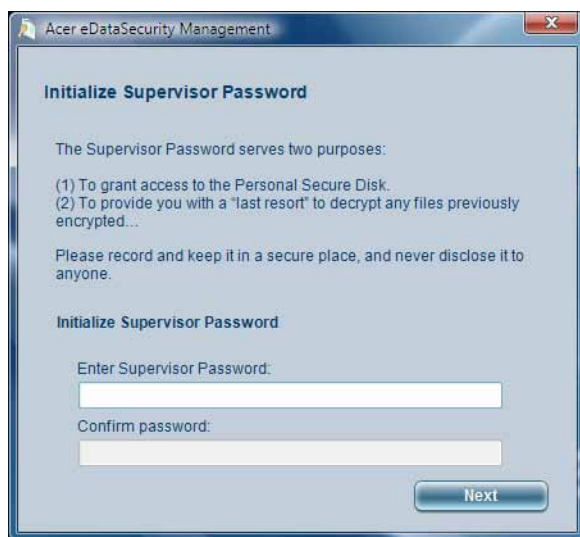 Acer eDataSecurity Management
Initialize Supervisor Password
The Supervisor Password serves two purposes:
(1) To grant access to the Personal Secure Disk.
(2) To provide you with a "last resort" to decrypt any files previously
encrypted...
Please record and keep it in a secure place, and never disclose it to
anyone.
Initialize Supervisor Password
Enter Supervisor Password:
Confirm password:
Next